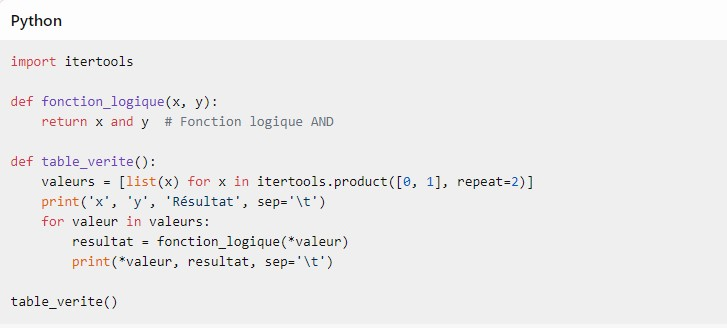 Python
import itertools
def fonction_logique(x, y):
    return x and y  # Fonction logique AND
def table_verite():
    valeurs = [list(x) for x in itertools.product([0, 1], repeat=2)]
    print('x', 'y', 'Résultat', sep='\t')
    for valeur in valeurs:
        resultat = fonction_logique(*valeur)
        print(*valeur, resultat, sep='\t')
table_verite()